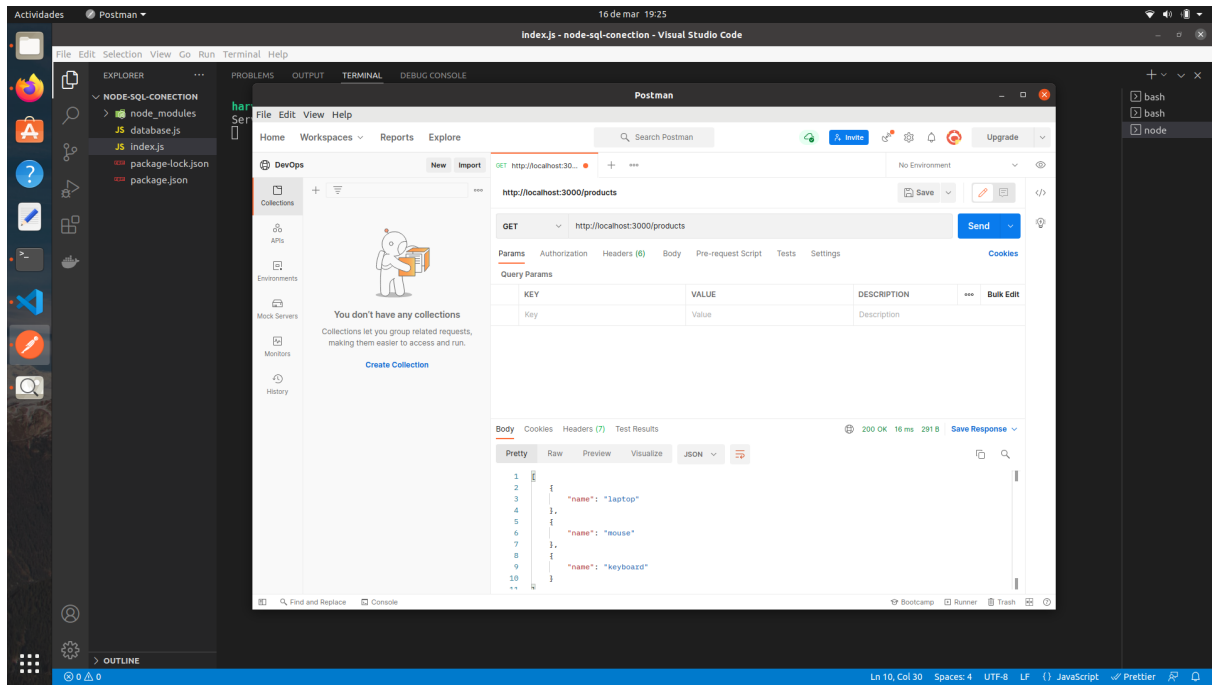 Actividades Postman 16 de mar 19:25
index.js - node-sql-conection - Visual Studio Code
File Edit Selection View Go Run Terminal Help
EXPLORER ... PROBLEMS OUTPUT TERMINAL DEBUG CONSOLE
NODE-SQL-CONECTION
node_modules
JS database.js
JS index.js
package-lock.json
package.json
OUTLINE
har
Ser
bash
bash
node
Postman
File Edit View Help
Home Workspaces Reports Explore Search Postman Invite Upgrade
DevOps New Import GET http://localhost:30... No Environment
Collections
APIs
Environments
Mock Servers
Monitors
History
You don't have any collections
Collections let you group related requests,
making them easier to access and run.
Create Collection
http://localhost:3000/products Save
GET http://localhost:3000/products Send
Params Authorization Headers (6) Body Pre-request Script Tests Settings Cookies
Query Params
KEY VALUE DESCRIPTION Bulk Edit
Key Value Description
Body Cookies Headers (7) Test Results 200 OK 16 ms 291 B Save Response
Pretty Raw Preview Visualize JSON
1 [
2 {
3 "name": "laptop"
4 },
5 {
6 "name": "mouse"
7 },
8 {
9 "name": "keyboard"
10 }
Find and Replace Console Bootcamp Runner Trash
0 0 Ln 10, Col 30 Spaces: 4 UTF-8 LF {} JavaScript Prettier